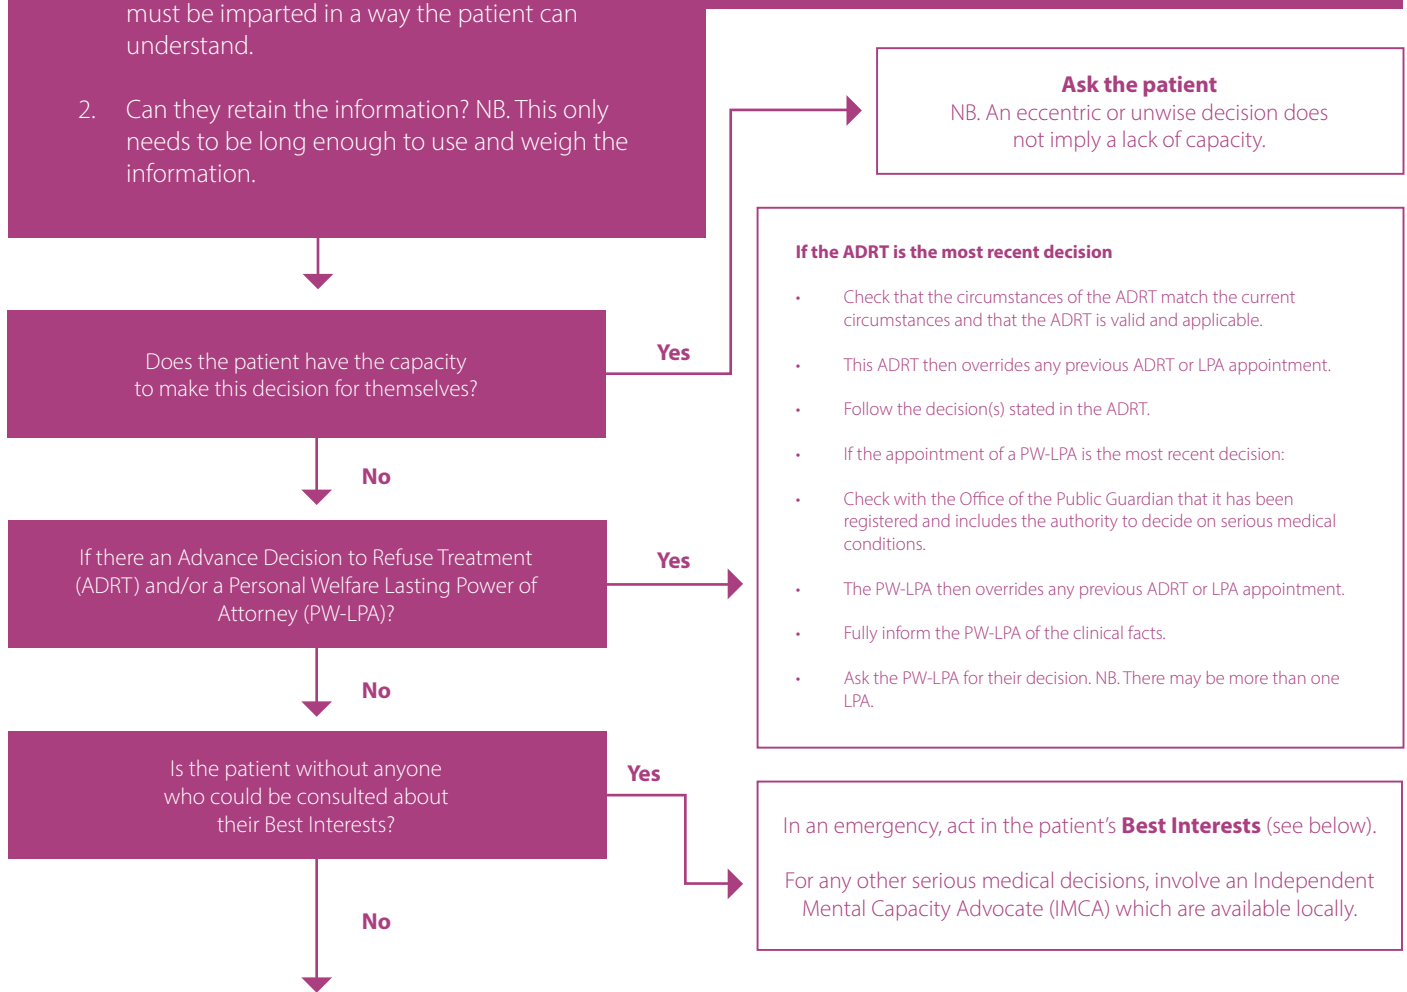 must be imparted in a way the patient can
understand.
2. Can they retain the information? NB. This only
needs to be long enough to use and weigh the
information.
Ask the patient
NB. An eccentric or unwise decision does
not imply a lack of capacity.
Does the patient have the capacity
to make this decision for themselves?
Yes
No
If the ADRT is the most recent decision
• Check that the circumstances of the ADRT match the current
circumstances and that the ADRT is valid and applicable.
• This ADRT then overrides any previous ADRT or LPA appointment.
• Follow the decision(s) stated in the ADRT.
• If the appointment of a PW-LPA is the most recent decision:
• Check with the Office of the Public Guardian that it has been
registered and includes the authority to decide on serious medical
conditions.
• The PW-LPA then overrides any previous ADRT or LPA appointment.
• Fully inform the PW-LPA of the clinical facts.
• Ask the PW-LPA for their decision. NB. There may be more than one
LPA.
If there an Advance Decision to Refuse Treatment
(ADRT) and/or a Personal Welfare Lasting Power of
Attorney (PW-LPA)?
Yes
No
Is the patient without anyone
who could be consulted about
their Best Interests?
Yes
No
In an emergency, act in the patient's Best Interests (see below).
For any other serious medical decisions, involve an Independent
Mental Capacity Advocate (IMCA) which are available locally.